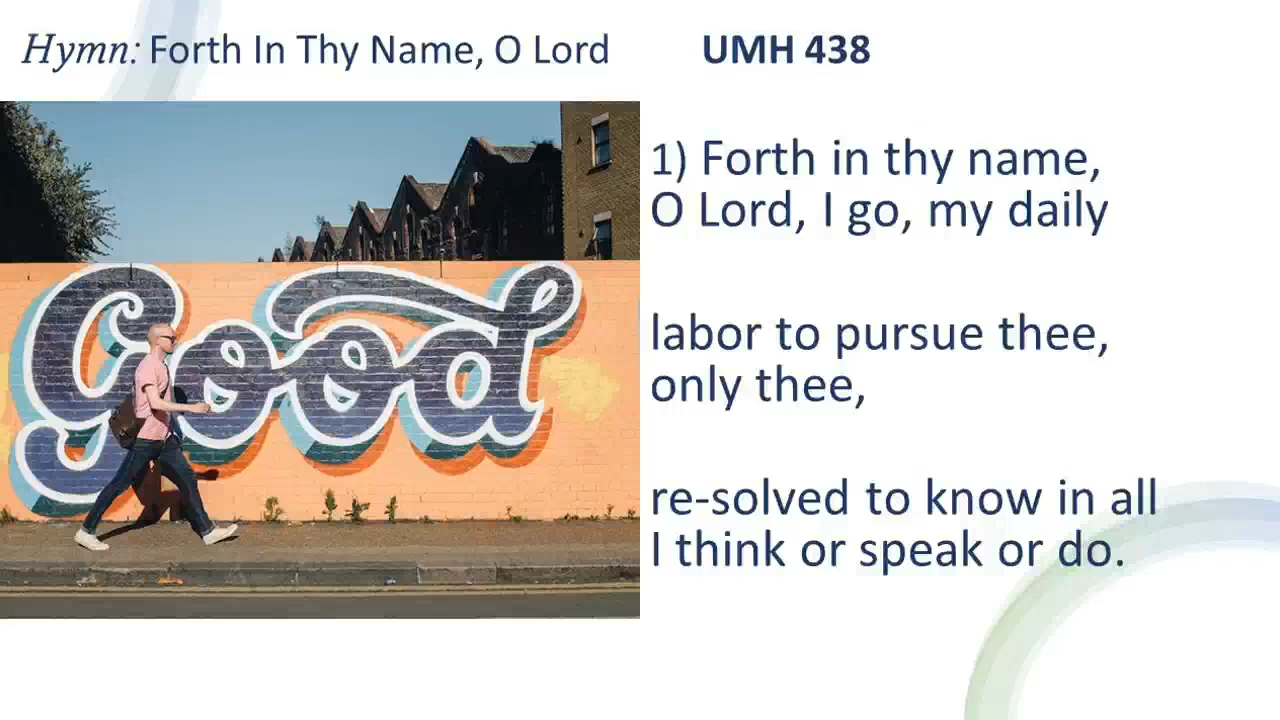 Hymn: Forth In Thy Name, O Lord UMH 438
Good
1) Forth in thy name,
O Lord, I go, my daily
labor to pursue thee,
only thee,
re-solved to know in all
I think or speak or do.